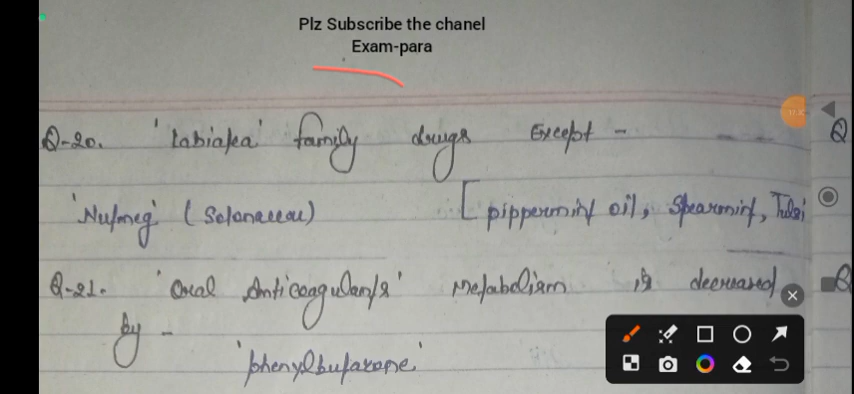 Plz Subscribe the chanel
Exam-para
Q-20. 'Labiatea' family drugs Except -
'Nutmeg' (Solanaceau) [pippermint oil, Spearmint, Tulsi
Q-21. 'Oral Anticoagulants' Metabolism is decreased
by -
'phenylbutazone'